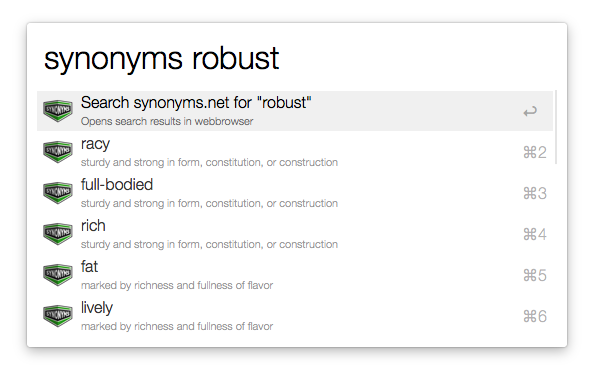 synonyms robust
SYNONYMS
Search synonyms.net for "robust"
Opens search results in webbrowser
↩
SYNONYMS
racy
sturdy and strong in form, constitution, or construction
⌘2
SYNONYMS
full-bodied
sturdy and strong in form, constitution, or construction
⌘3
SYNONYMS
rich
sturdy and strong in form, constitution, or construction
⌘4
SYNONYMS
fat
marked by richness and fullness of flavor
⌘5
SYNONYMS
lively
marked by richness and fullness of flavor
⌘6